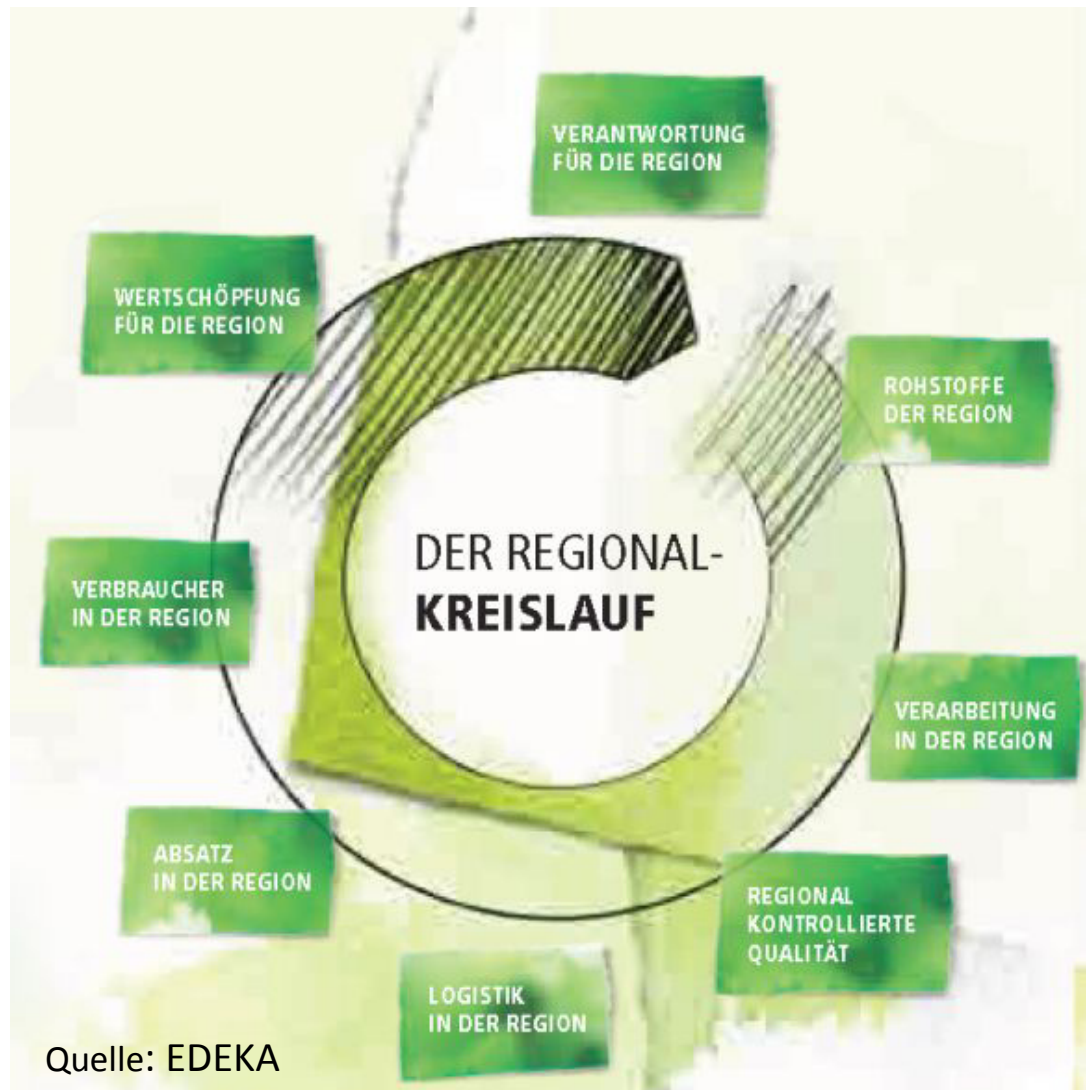 VERANTWORTUNG
FÜR DIE REGION
WERTSCHÖPFUNG
FÜR DIE REGION
ROHSTOFFE
DER REGION
DER REGIONAL-
KREISLAUF
VERBRAUCHER
IN DER REGION
VERARBEITUNG
IN DER REGION
ABSATZ
IN DER REGION
REGIONAL
KONTROLLIERTE
QUALITÄT
LOGISTIK
IN DER REGION
Quelle: EDEKA